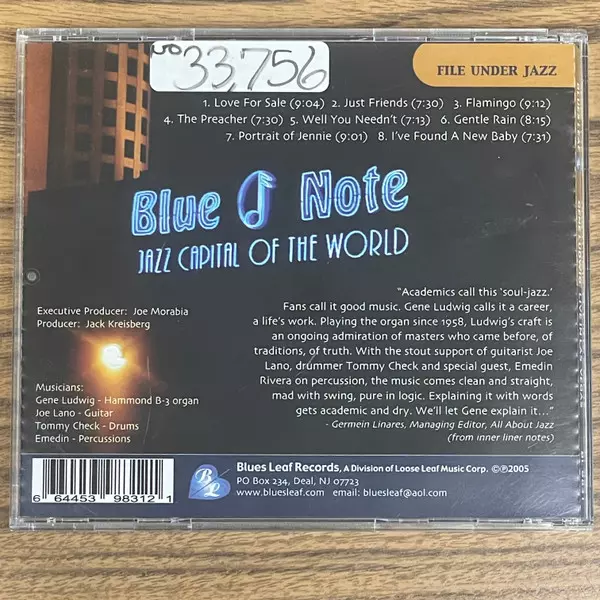 33,756
FILE UNDER JAZZ
1. Love For Sale (9:04) 2. Just Friends (7:30) 3. Flamingo (9:12)
4. The Preacher (7:30) 5. Well You Needn't (7:13) 6. Gentle Rain (8:15)
7. Portrait of Jennie (9:01) 8. I've Found A New Baby (7:31)
Blue Note
JAZZ CAPITAL OF THE WORLD
Executive Producer: Joe Morabia
Producer: Jack Kreisberg
Musicians:
Gene Ludwig - Hammond B-3 organ
Joe Lano - Guitar
Tommy Check - Drums
Emedin - Percussions
"Academics call this 'soul-jazz.'
Fans call it good music. Gene Ludwig calls it a career,
a life's work. Playing the organ since 1958, Ludwig's craft is
an ongoing admiration of masters who came before, of
traditions, of truth. With the stout support of guitarist Joe
Lano, drummer Tommy Check and special guest, Emedin
Rivera on percussion, the music comes clean and straight,
mad with swing, pure in logic. Explaining it with words
gets academic and dry. We'll let Gene explain it..."
- Germein Linares, Managing Editor, All About Jazz
(from inner liner notes)
6 64453 98312 1
BL
Blues Leaf Records, A Division of Loose Leaf Music Corp. ©℗2005
PO Box 234, Deal, NJ 07723
www.bluesleaf.com email: bluesleaf@aol.com